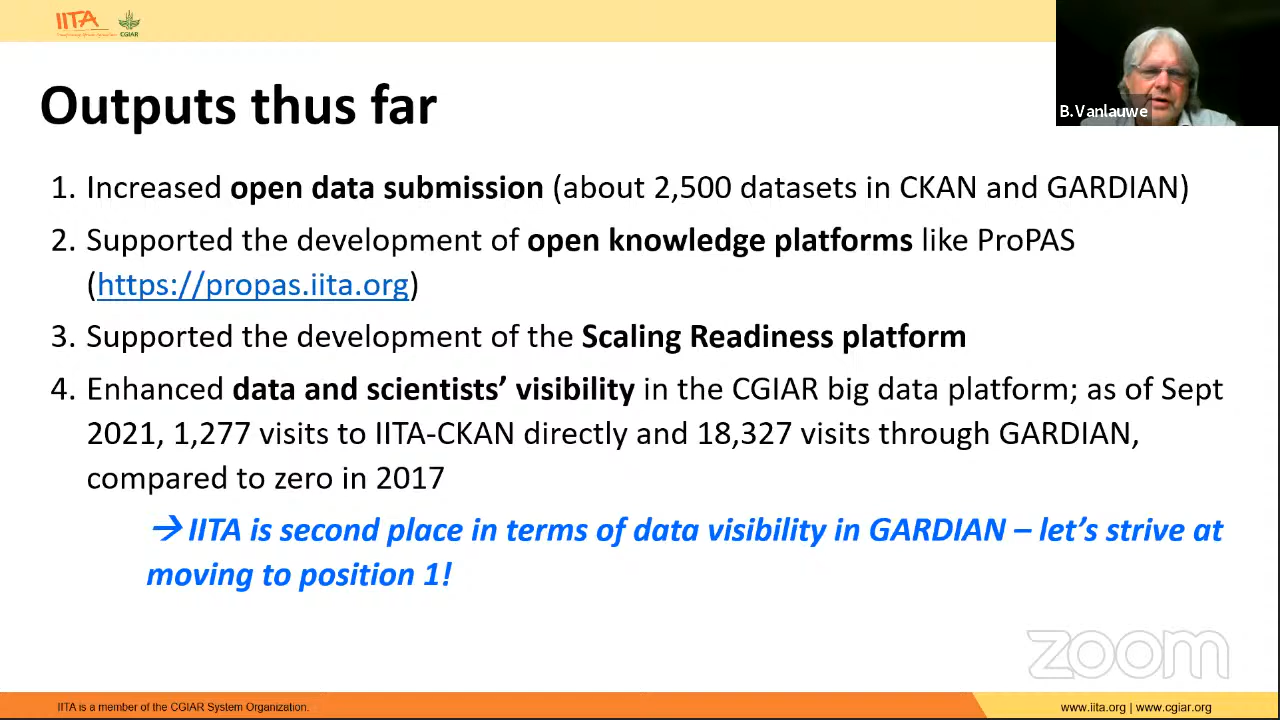 IITA
CGIAR
B.Vanlauwe
Outputs thus far
1. Increased open data submission (about 2,500 datasets in CKAN and GARDIAN)
2. Supported the development of open knowledge platforms like ProPAS
(https://propas.iita.org)
3. Supported the development of the Scaling Readiness platform
4. Enhanced data and scientists’ visibility in the CGIAR big data platform; as of Sept
2021, 1,277 visits to IITA-CKAN directly and 18,327 visits through GARDIAN,
compared to zero in 2017
→ IITA is second place in terms of data visibility in GARDIAN – let’s strive at
moving to position 1!
zoom
IITA is a member of the CGIAR System Organization.
www.iita.org | www.cgiar.org